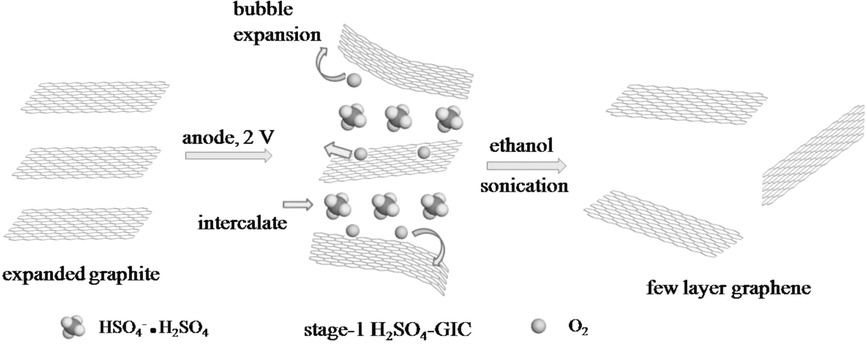 bubble
expansion
anode, 2 V
ethanol
sonication
intercalate
expanded graphite
few layer graphene
HSO₄⁻·H₂SO₄
stage-1 H₂SO₄-GIC
O₂